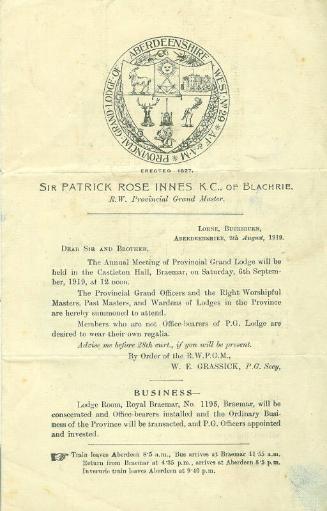 PROVINCIAL GRAND LODGE OF ABERDEENSHIRE WEST No 29 A.F. & A.M.
ERECTED 1827.
SIR PATRICK ROSE INNES K.C., OF BLACHRIE.
R.W. Provincial Grand Master.
BUCKSBURN,
ABERDEENSHIRE, 9th August, 1919.
DEAR SIR AND BROTHER,
The Annual Meeting of Provincial Grand Lodge will
be held in the Castleton Hall, Braemar, on Saturday, 6th Septem-
ber, 1919, at 12 noon.
The Provincial Grand Officers and the Right Worshipful
Masters, Past Masters, and Wardens of Lodges in the Province
are hereby summoned to attend.
Members who are not Office-bearers of P.G. Lodge are
desired to wear their own regalia.
Advise me before 28th curt., if you will be present.
By Order of the R.W.P.G.M.,
W. E. GRASSICK, P.G. Secy.
BUSINESS—
Lodge Room, Royal Braemar, No. 1195, Braemar, will be
consecrated and Office-bearers installed and the Ordinary Busi-
ness of the Province will be transacted, and P.G. Officers appointed
and invested.
Train leaves Aberdeen 8·5 a.m., Bus arrives at Braemar 11·55 a.m.
Return from Braemar at 4·35 p.m., arrives at Aberdeen 8·5 p.m.
Inverurie train leaves Aberdeen at 9·40 p.m.